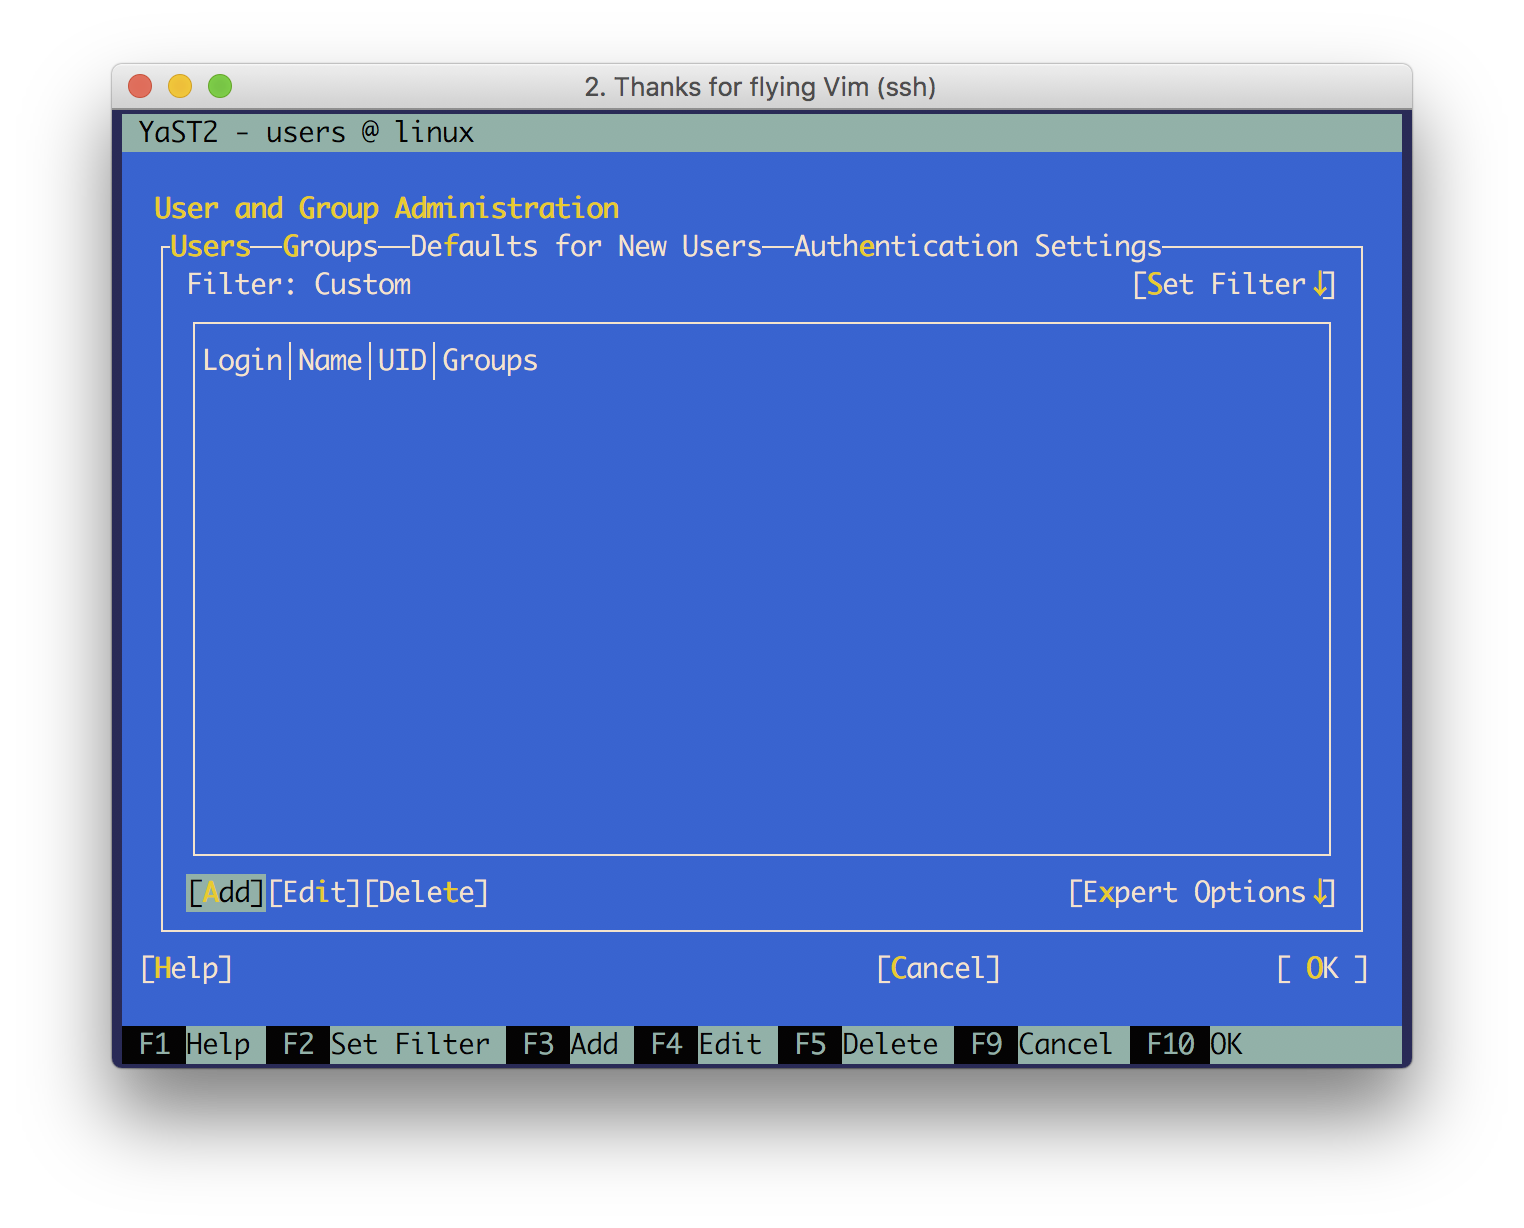 2. Thanks for flying Vim (ssh)
YaST2 - users @ linux
User and Group Administration
Users Groups Defaults for New Users Authentication Settings
Filter: Custom [Set Filter↓]
Login Name UID Groups
[Add][Edit][Delete] [Expert Options↓]
[Help] [Cancel] [ OK ]
F1 Help F2 Set Filter F3 Add F4 Edit F5 Delete F9 Cancel F10 OK